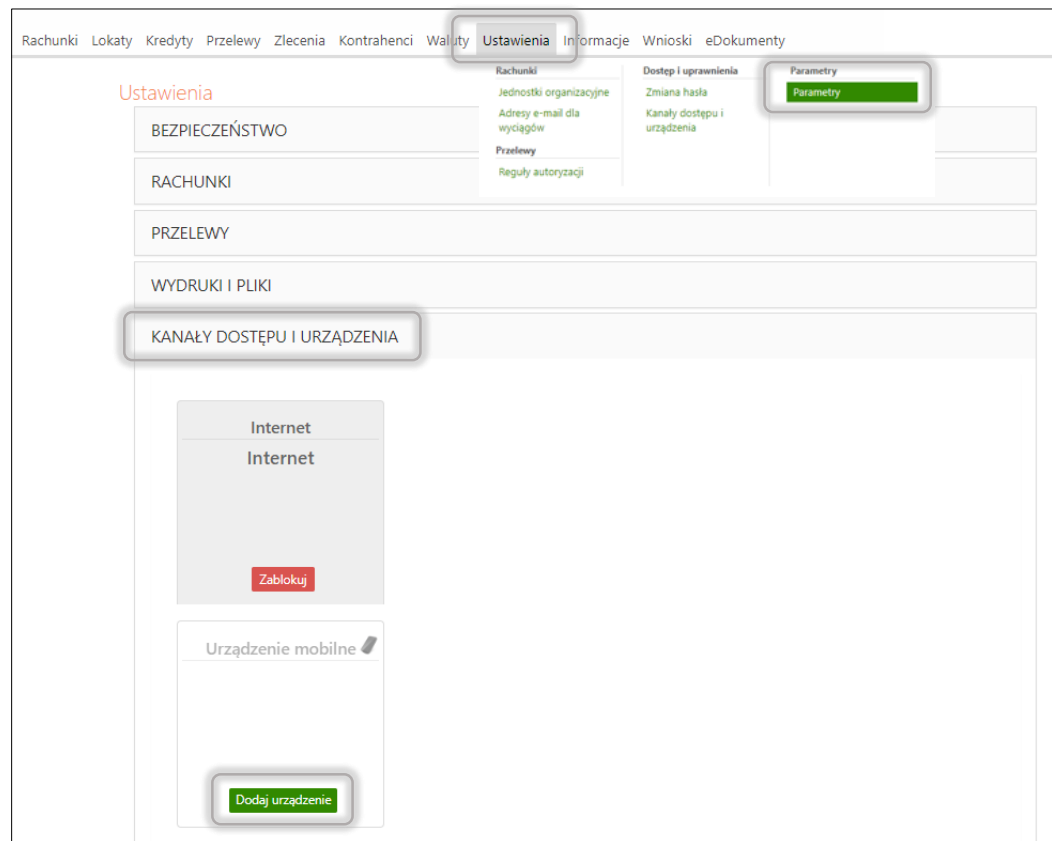 Rachunki Lokaty Kredyty Przelewy Zlecenia Kontrahenci Waluty Ustawienia Informacje Wnioski eDokumenty
Rachunki
Jednostki organizacyjne
Adresy e-mail dla
wyciągów
Przelewy
Reguły autoryzacji
Dostęp i uprawnienia
Zmiana hasła
Kanały dostępu i
urządzenia
Parametry
Parametry
Ustawienia
BEZPIECZEŃSTWO
RACHUNKI
PRZELEWY
WYDRUKI I PLIKI
KANAŁY DOSTĘPU I URZĄDZENIA
Internet
Internet
Zablokuj
Urządzenie mobilne
Dodaj urządzenie